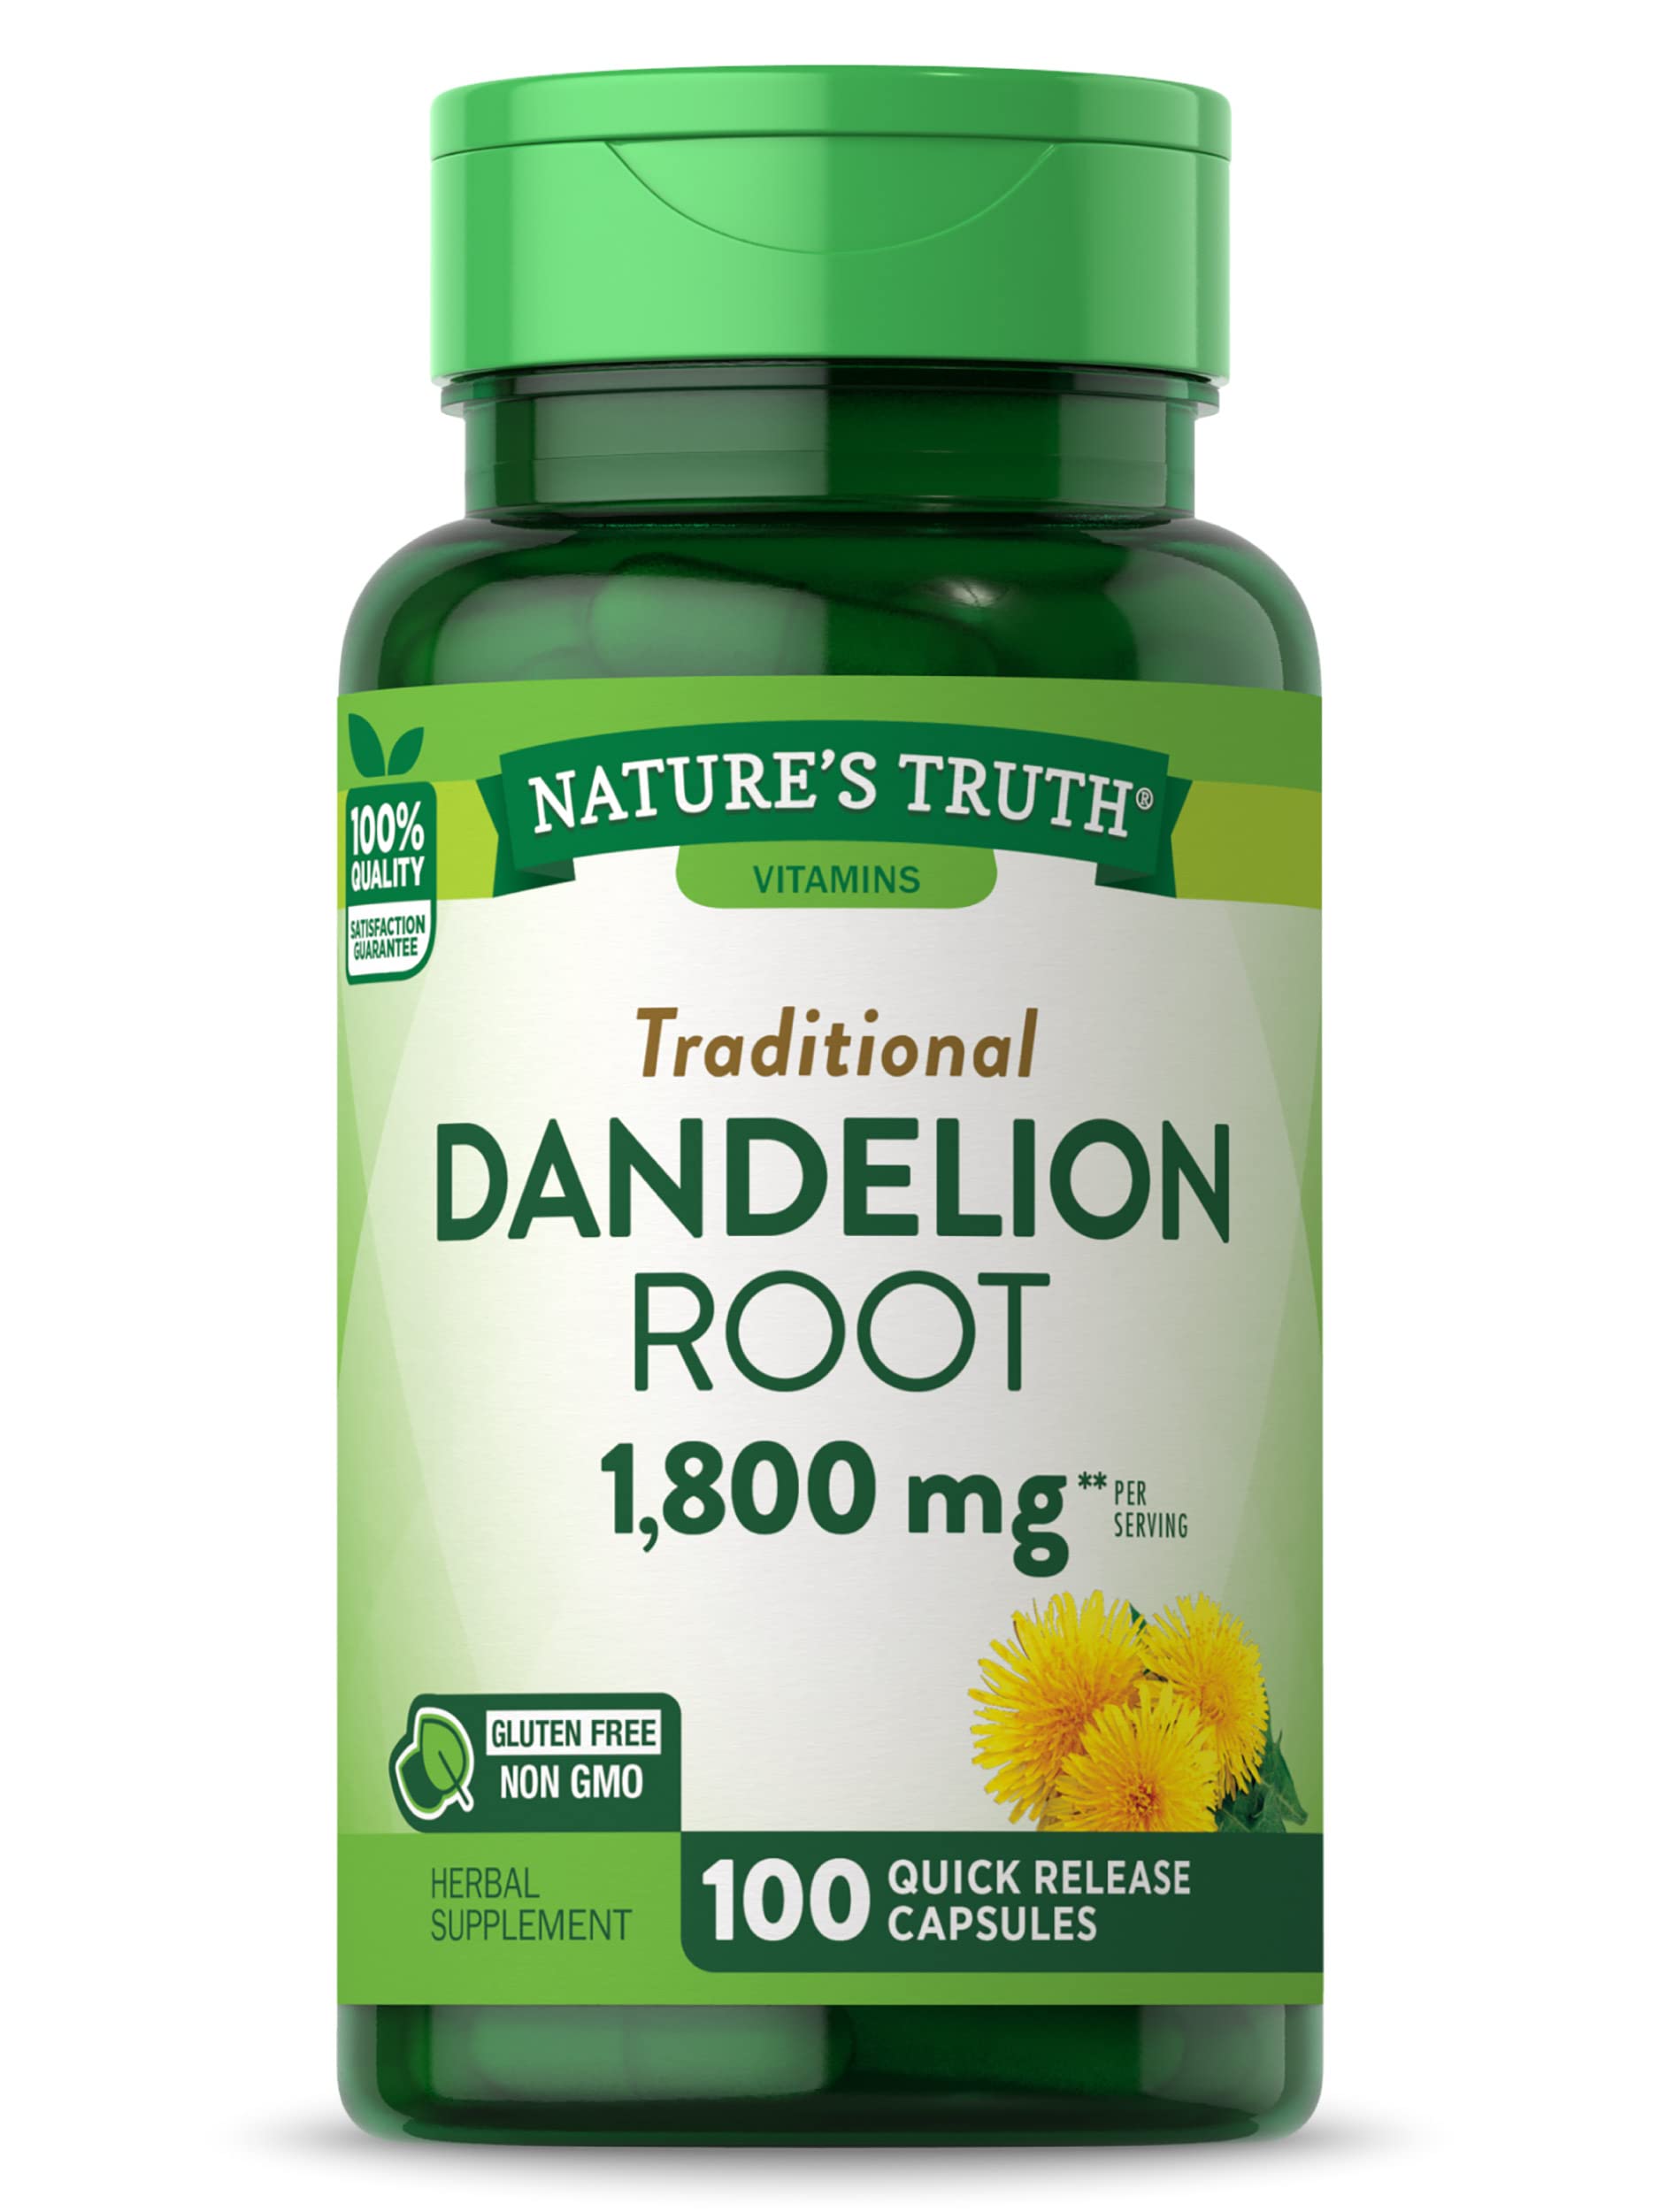 NATURE'S TRUTH®
VITAMINS
100%
QUALITY
SATISFACTION
GUARANTEE
Traditional
DANDELION
ROOT
1,800 mg** PER
SERVING
GLUTEN FREE
NON GMO
HERBAL
SUPPLEMENT
100 QUICK RELEASE
CAPSULES